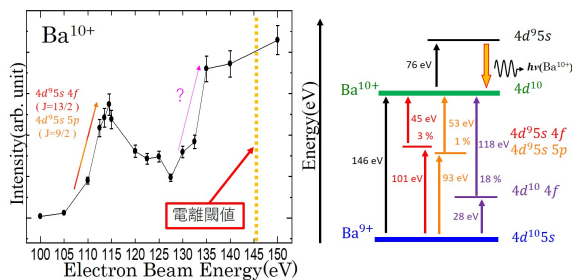 Ba10+
Intensity(arb. unit)
4d⁹5s 4f
( J=13/2 )
4d⁹5s 5p
( J=9/2 )
?
電離閾値
100 105 110 115 120 125 130 135 140 145 150
Electron Beam Energy(eV)
Energy(eV)
4d⁹5s
76 eV
hν(Ba¹⁰⁺)
Ba¹⁰⁺
4d¹⁰
45 eV
3 %
53 eV
1 %
118 eV
4d⁹5s 4f
4d⁹5s 5p
146 eV
101 eV
93 eV
18 %
4d¹⁰ 4f
28 eV
Ba⁹⁺
4d¹⁰5s